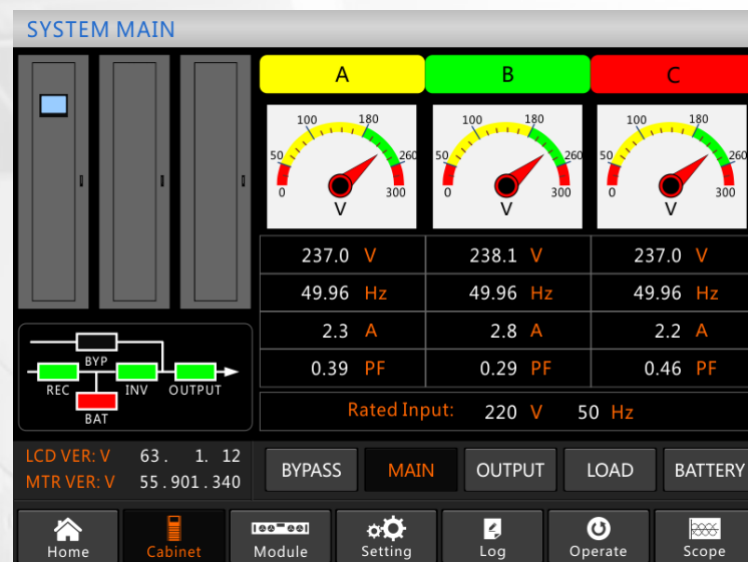 SYSTEM MAIN
A B C
100 180 100 180 100 180
50 260 50 260 50 260
0 300 0 300 0 300
V V V
237.0 V 238.1 V 237.0 V
49.96 Hz 49.96 Hz 49.96 Hz
2.3 A 2.8 A 2.2 A
0.39 PF 0.29 PF 0.46 PF
Rated Input: 220 V 50 Hz
BYP
REC INV OUTPUT
BAT
LCD VER: V 63. 1. 12
MTR VER: V 55.901.340
BYPASS MAIN OUTPUT LOAD BATTERY
Home Cabinet Module Setting Log Operate Scope